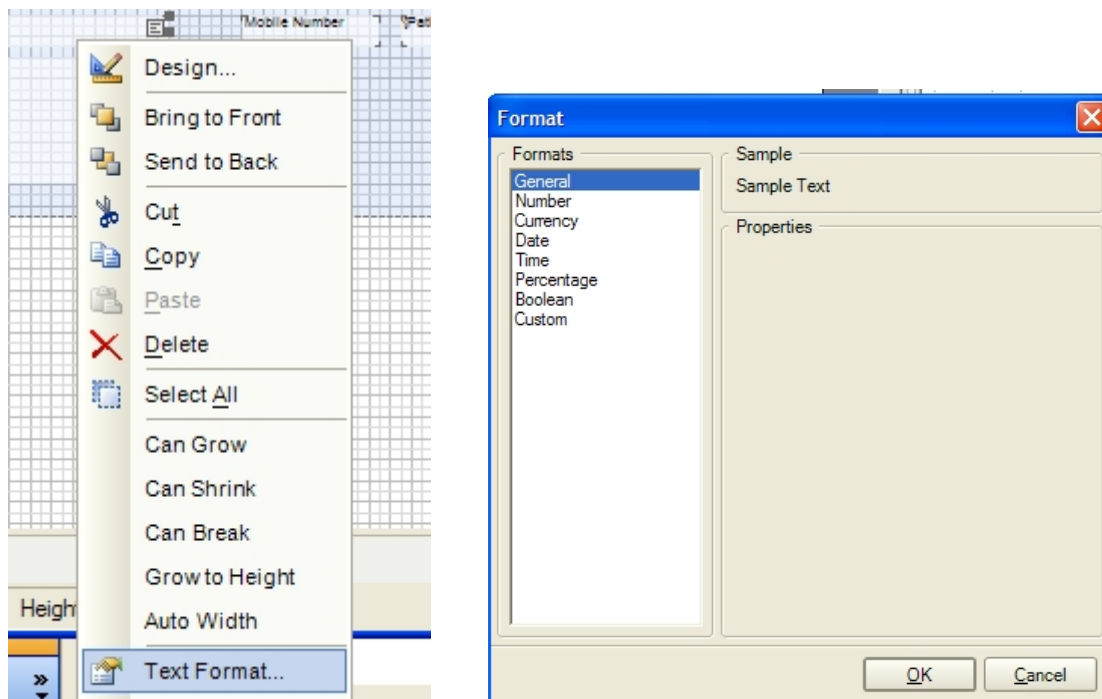 Mobile Number
Design...
Bring to Front
Send to Back
Cut
Copy
Paste
Delete
Select All
Can Grow
Can Shrink
Can Break
Grow to Height
Auto Width
Text Format...
Format
Formats
General
Number
Currency
Date
Time
Percentage
Boolean
Custom
Sample
Sample Text
Properties
OK
Cancel